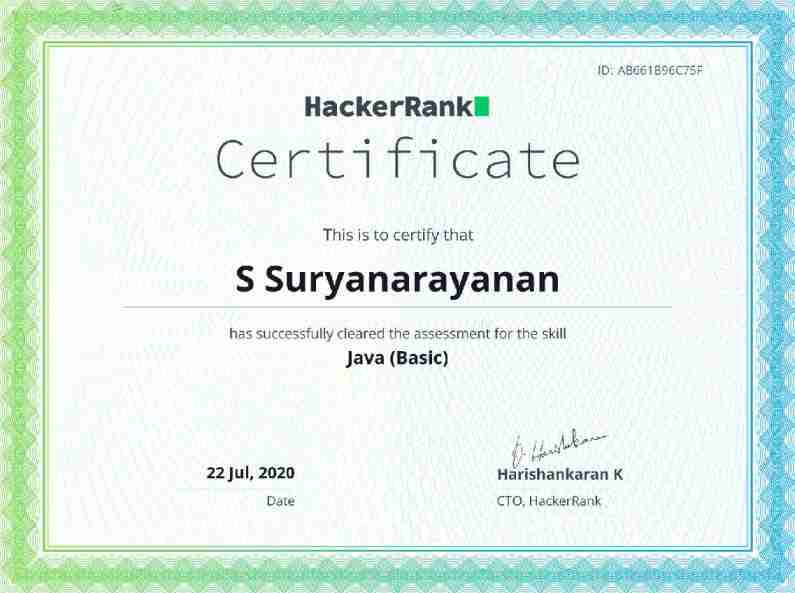 ID: AB661B96C75F
HackerRank
Certificate
This is to certify that
S Suryanarayanan
has successfully cleared the assessment for the skill
Java (Basic)
22 Jul, 2020
Date
Harishankaran K
CTO, HackerRank